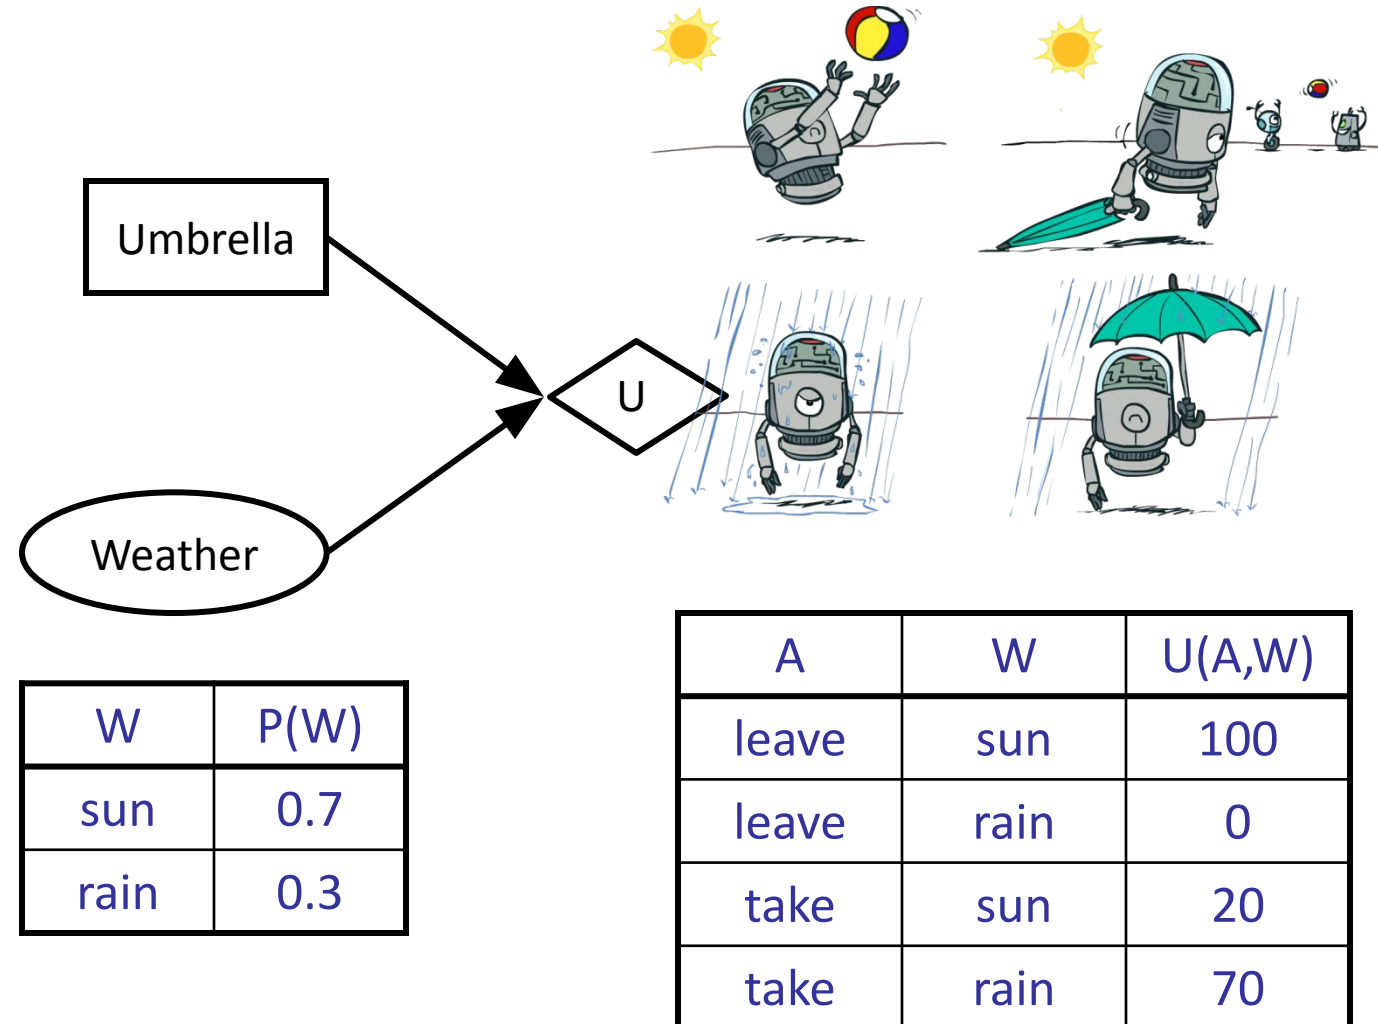 Umbrella
U
Weather
W P(W)
sun 0.7
rain 0.3
A W U(A,W)
leave sun 100
leave rain 0
take sun 20
take rain 70